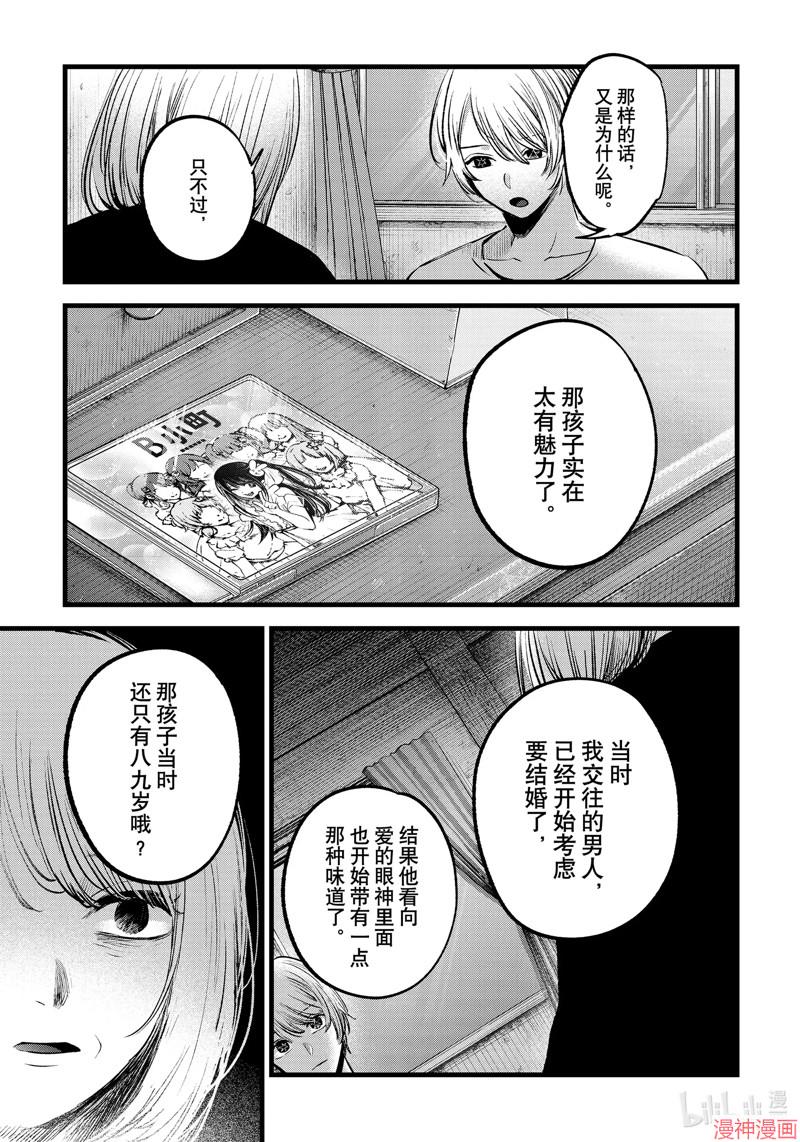 那样的话，
又是为什么呢。
只不过，
那孩子实在
太有魅力了。
B小町
当时
我交往的男人，
已经开始考虑
要结婚了，
结果他看向
爱的眼神里面
也开始带有一点
那种味道了。
那孩子当时
还只有八九岁哦？
bilibili 漫
漫神漫画